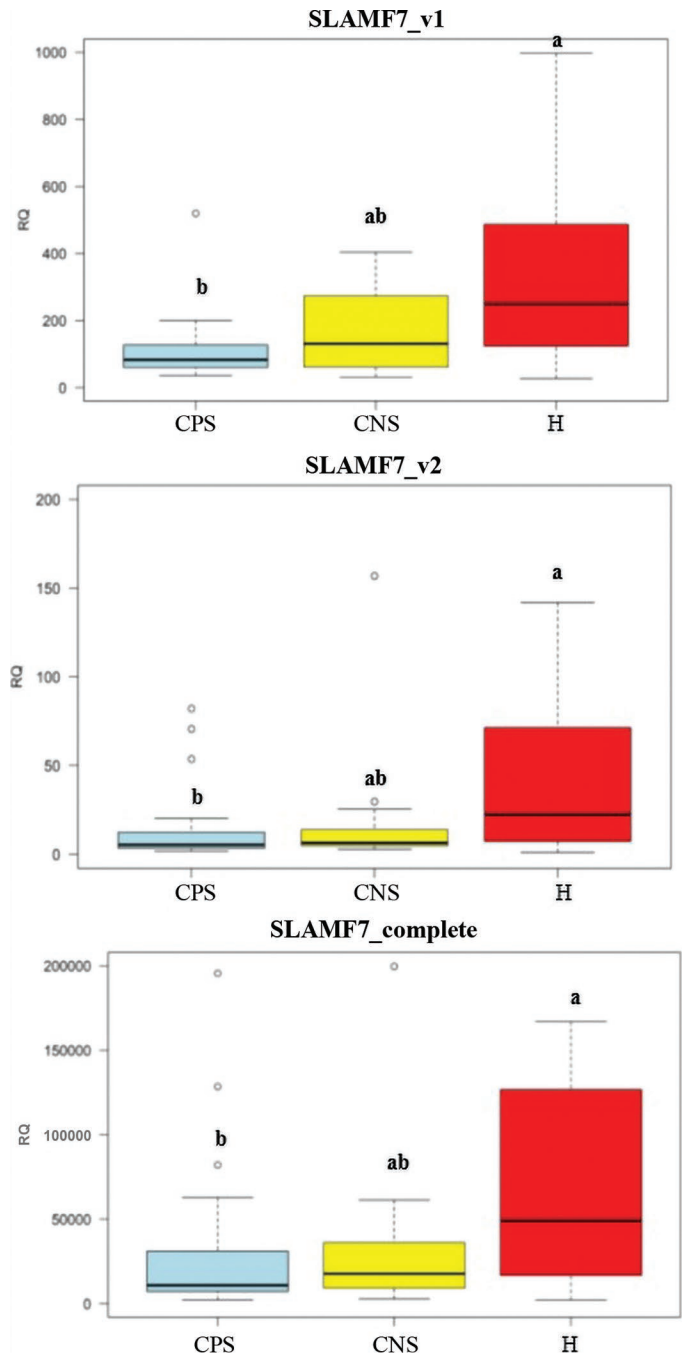 SLAMF7_v1
a
1000
800
600
RQ
400
200
0
ab
b
CPS CNS H
SLAMF7_v2
200
150
100
RQ
50
0
a
ab
b
CPS CNS H
SLAMF7_complete
200000
150000
100000
RQ
50000
0
a
b
ab
CPS CNS H